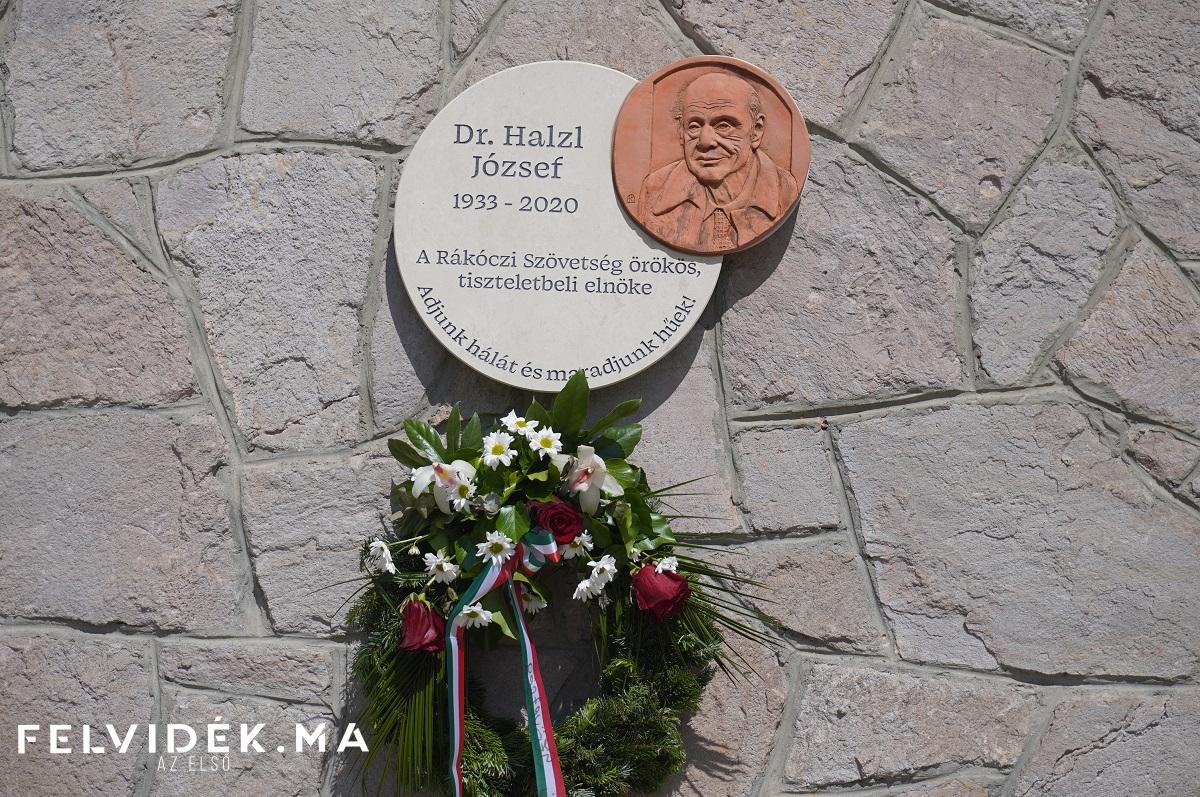 Dr. Halzl
József
1933 - 2020
A Rákóczi Szövetség örökös,
tiszteletbeli elnöke
Adjunk hálát és maradjunk hűek!
FELVIDÉK.MA
AZ ELSŐ